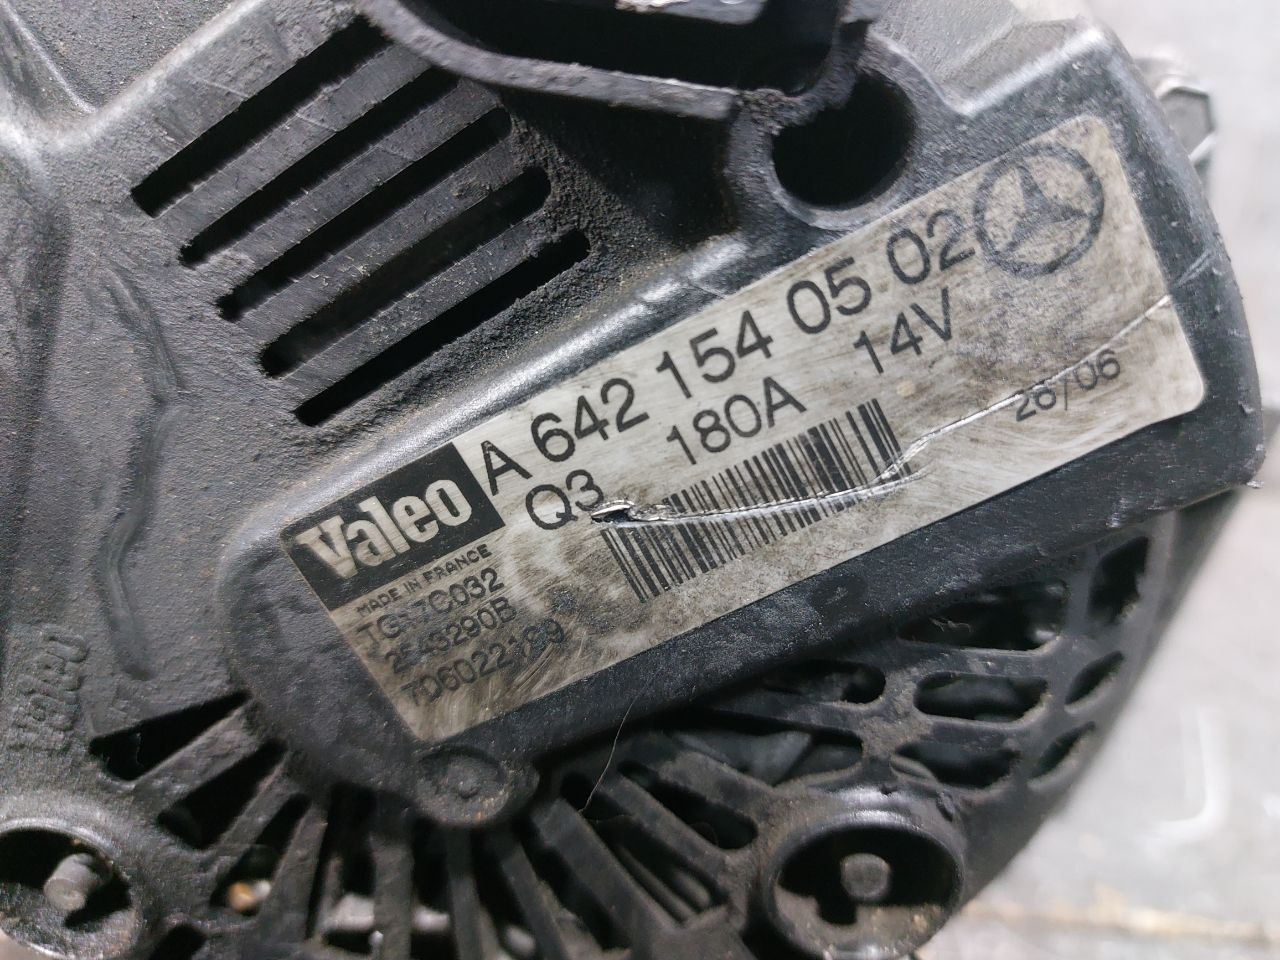 A 642 154 05 02
Q3 180A 14V
26/06
Valeo
MADE IN FRANCE
2543290B